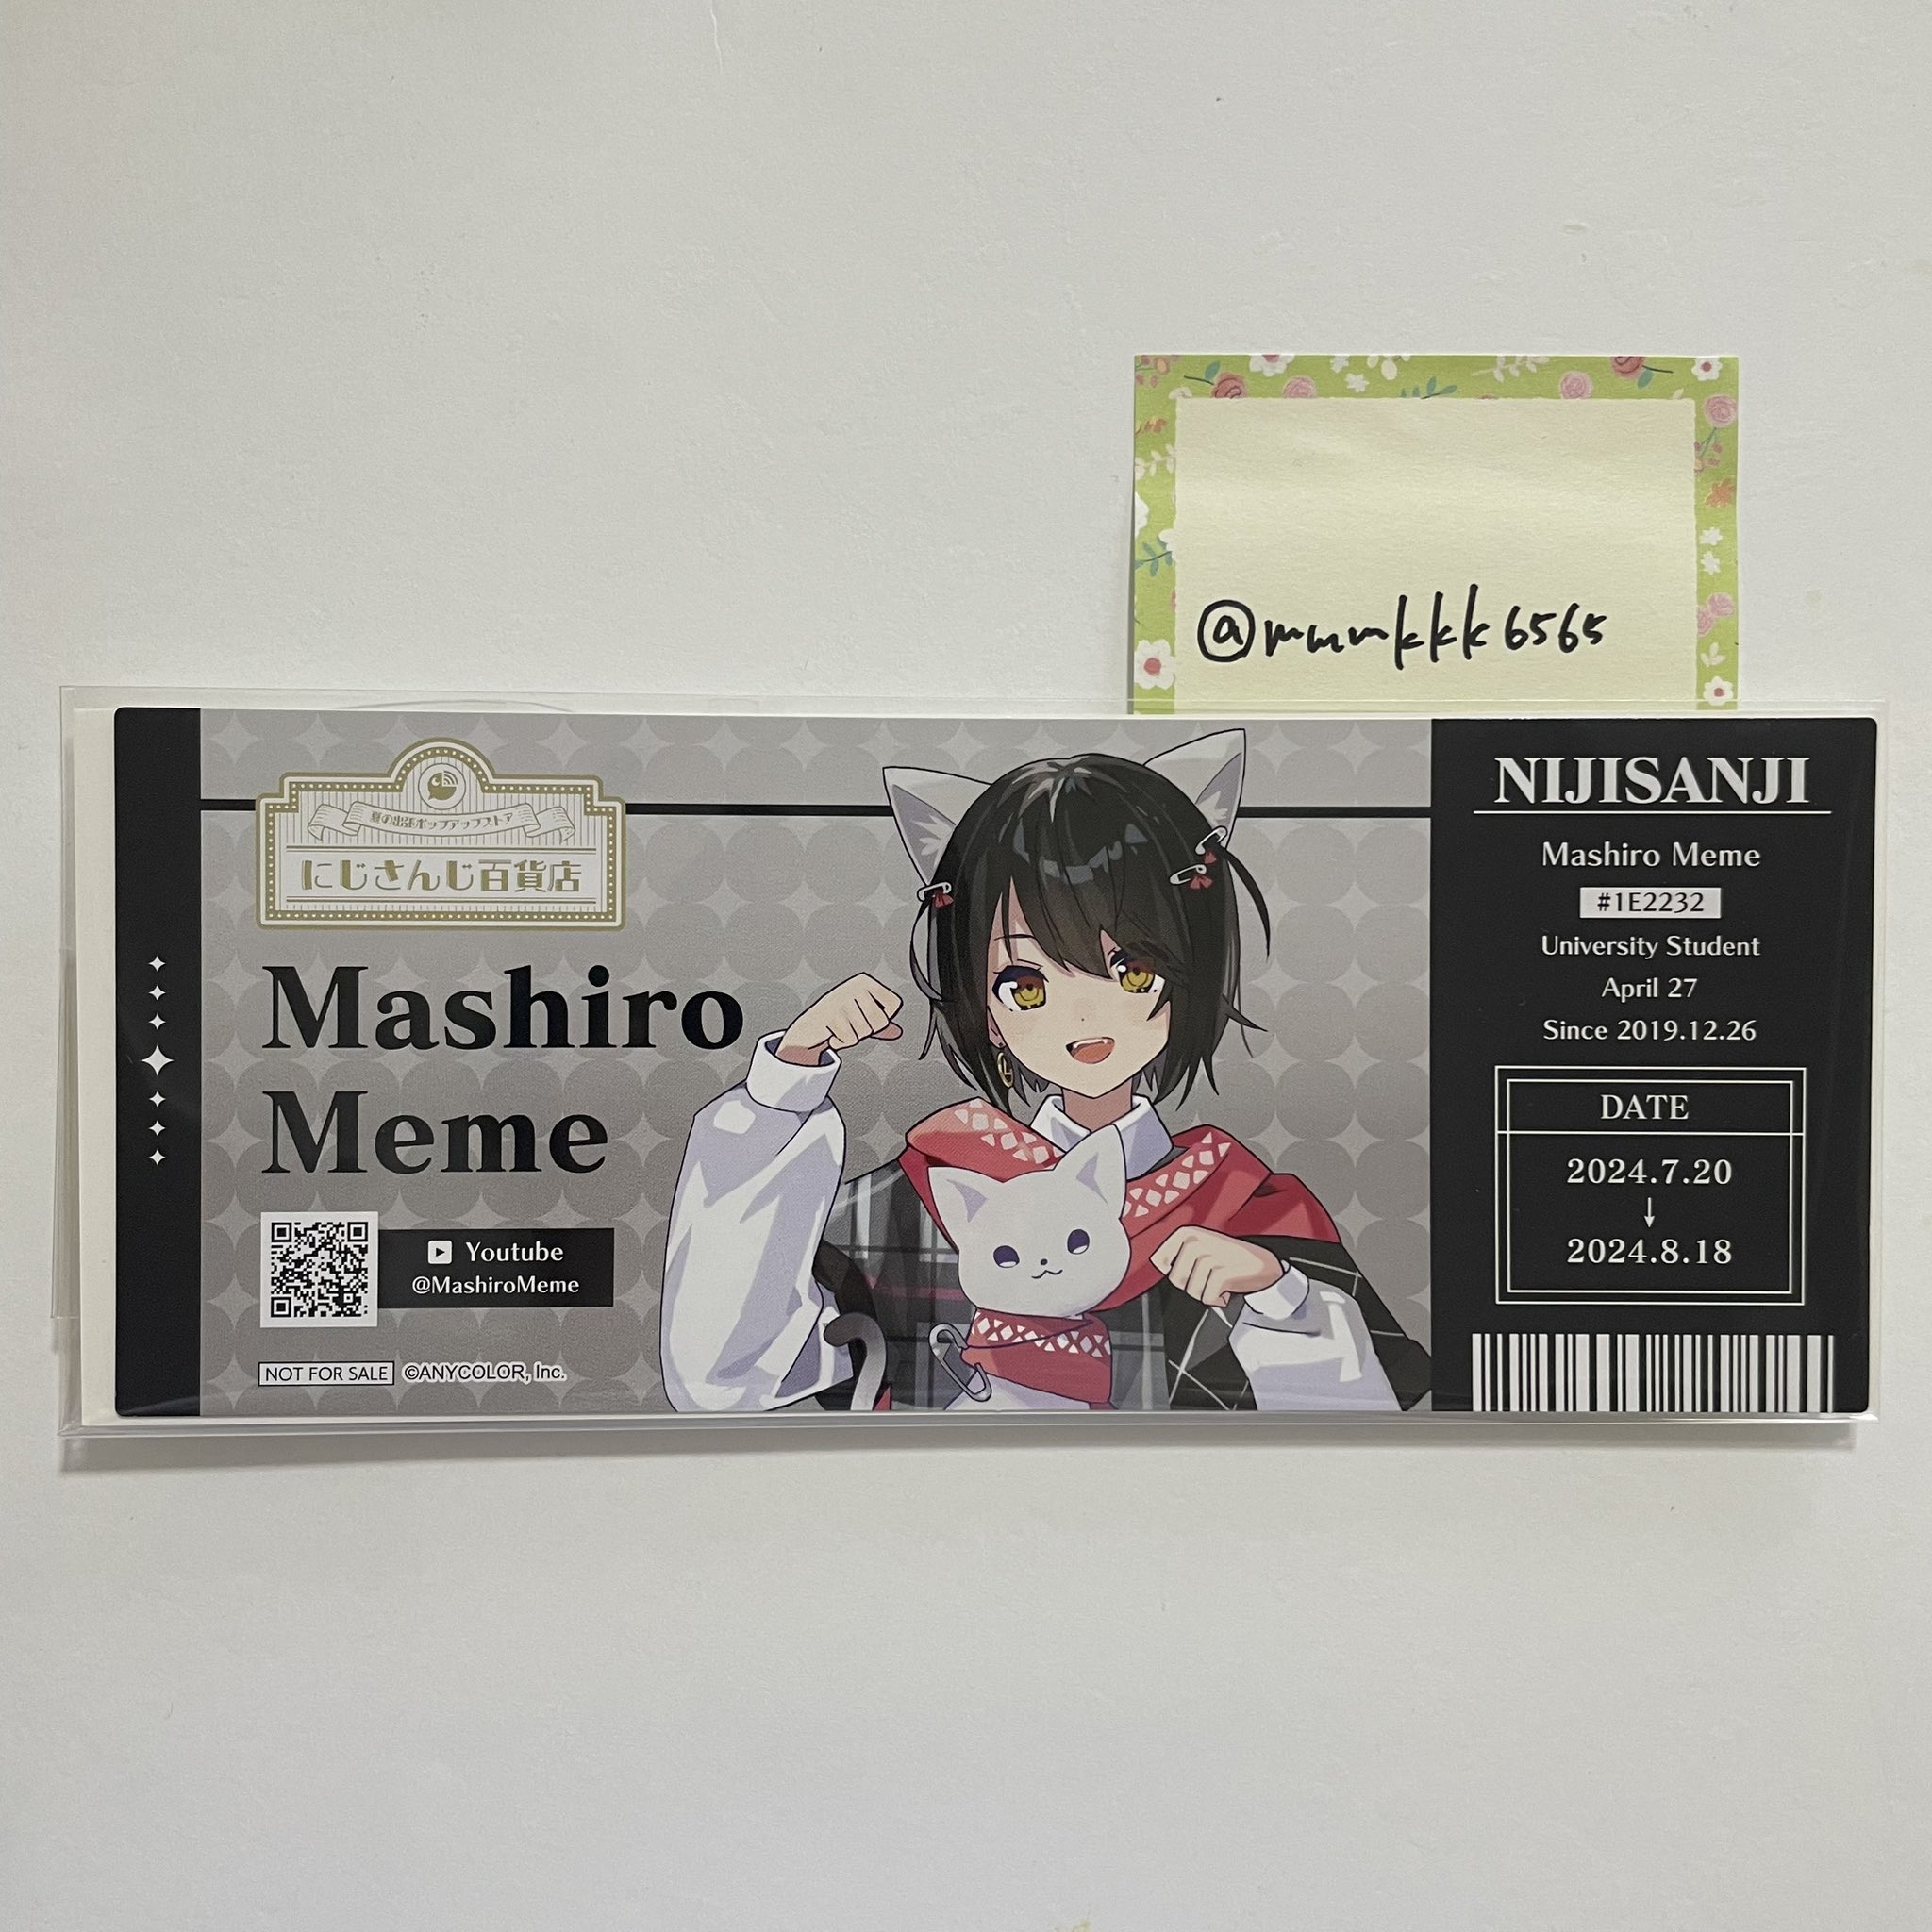 @mmmkkk6565
夏の出張ポップアップストア
にじさんじ百貨店
Mashiro
Meme
Youtube
@MashiroMeme
NOT FOR SALE ©ANYCOLOR, Inc.
NIJISANJI
Mashiro Meme
#1E2232
University Student
April 27
Since 2019.12.26
DATE
2024.7.20
↓
2024.8.18